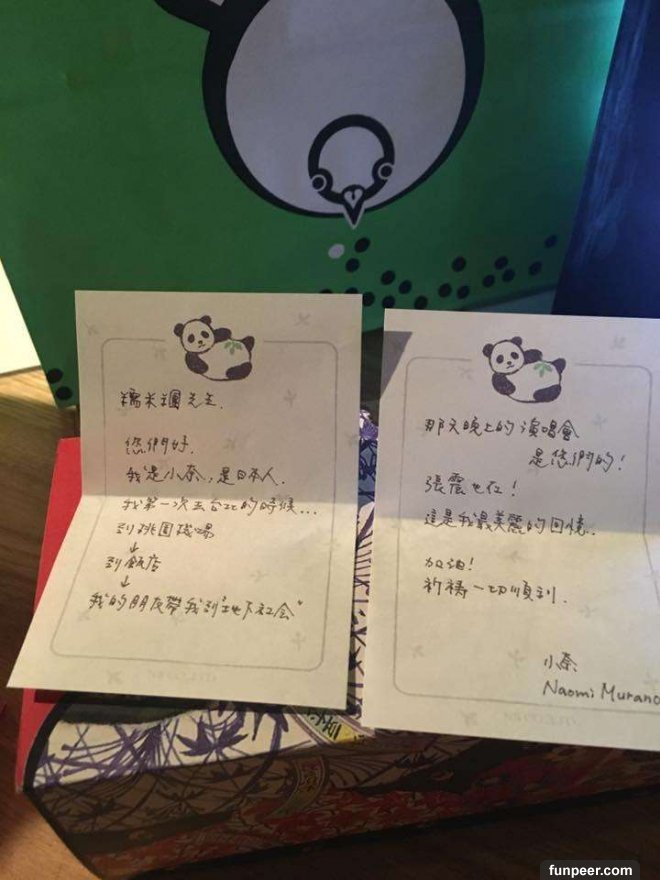 糯米糰先生.
您們好.
我是小奈,是日本人.
我第一次去台北的時候...
到桃園機場
↓
到飯店
↓
我的朋友帶我到"地下社会"
那天晚上的演唱會
是您們的!
張震也在!
這是我最美麗的回憶.
加油!
祈禱一切順利.
小奈
Naomi Murano
funpeer.com